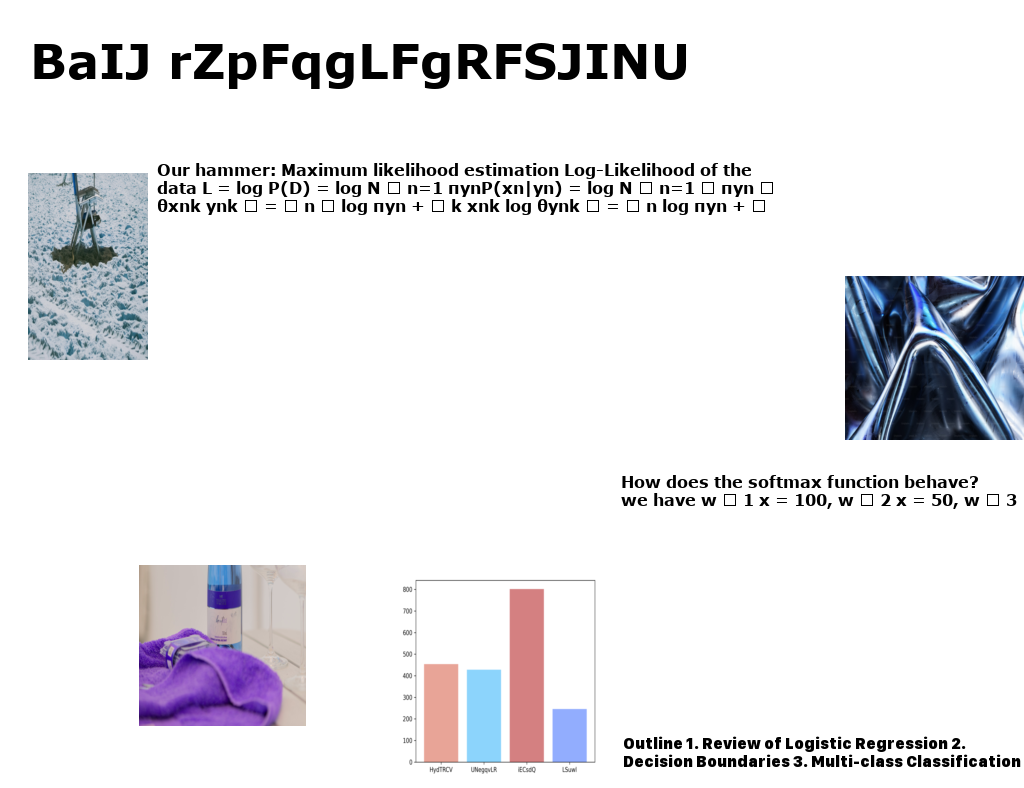 BaIJ rZpFqgLFgRFSJINU
Our hammer: Maximum likelihood estimation Log-Likelihood of the
data L = log P(D) = log N □ n=1 πynP(xn|yn) = log N □ n=1 □ πyn □
θxnk ynk □ = □ n □ log πyn + □ k xnk log θynk □ = □ n log πyn + □
How does the softmax function behave?
we have w □ 1 x = 100, w □ 2 x = 50, w □ 3
800
700
600
500
400
300
200
100
0
HydTRCV UNegqvLR iECsdQ LSuwl
Outline 1. Review of Logistic Regression 2.
Decision Boundaries 3. Multi-class Classification